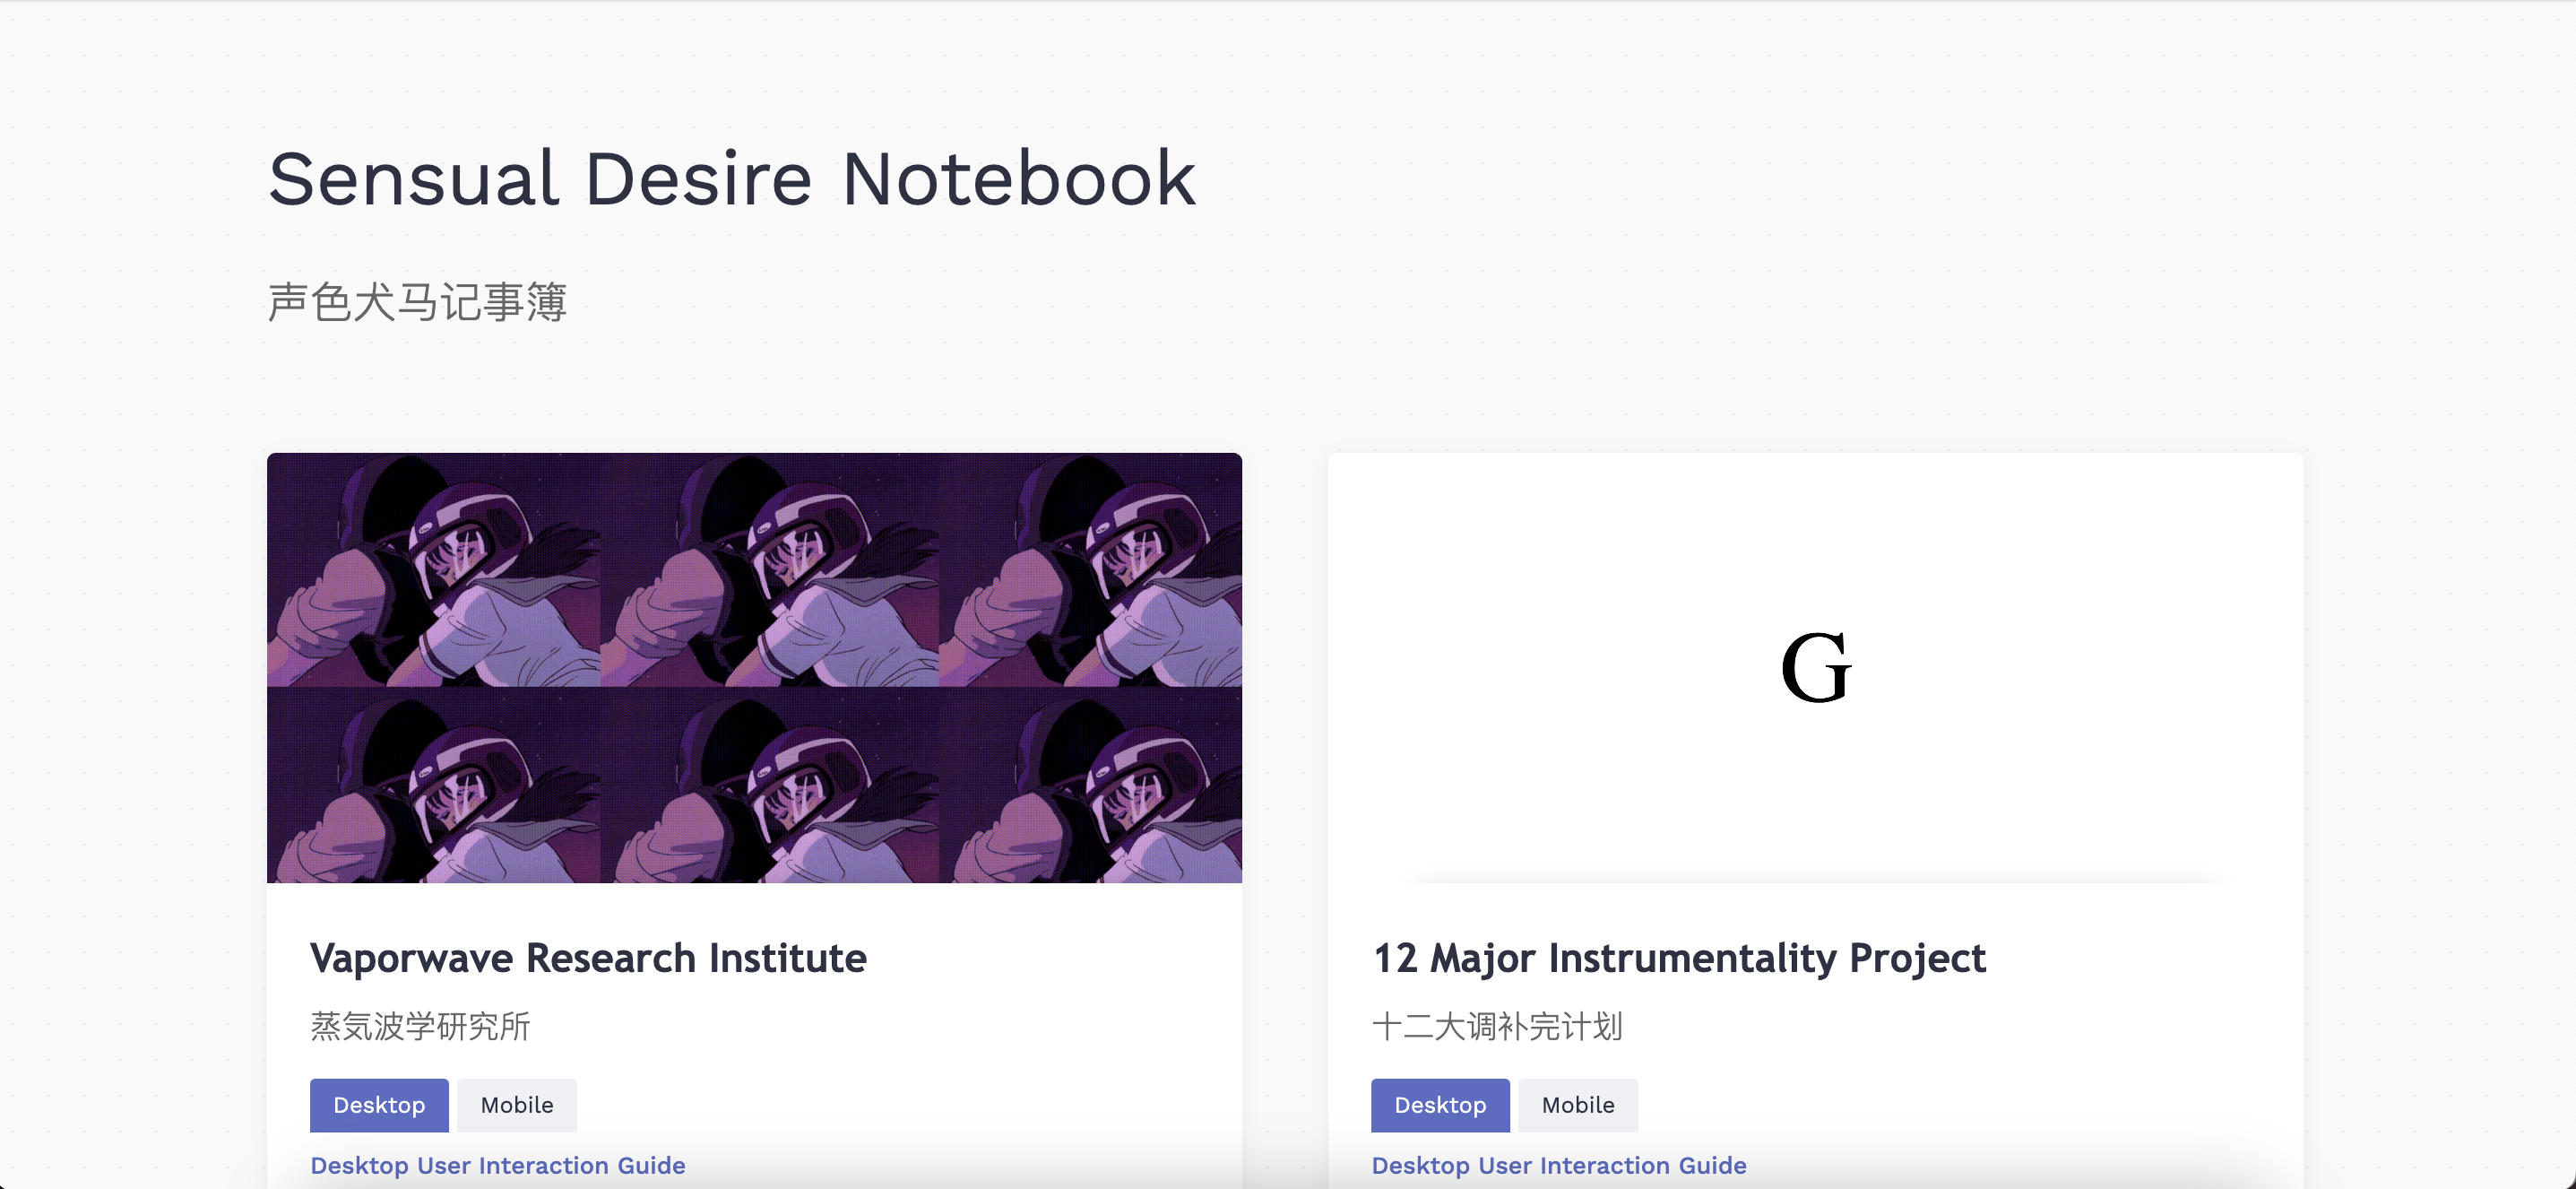 Sensual Desire Notebook
声色犬马记事簿
Vaporwave Research Institute
蒸気波学研究所
Desktop Mobile
Desktop User Interaction Guide
G
12 Major Instrumentality Project
十二大调补完计划
Desktop Mobile
Desktop User Interaction Guide